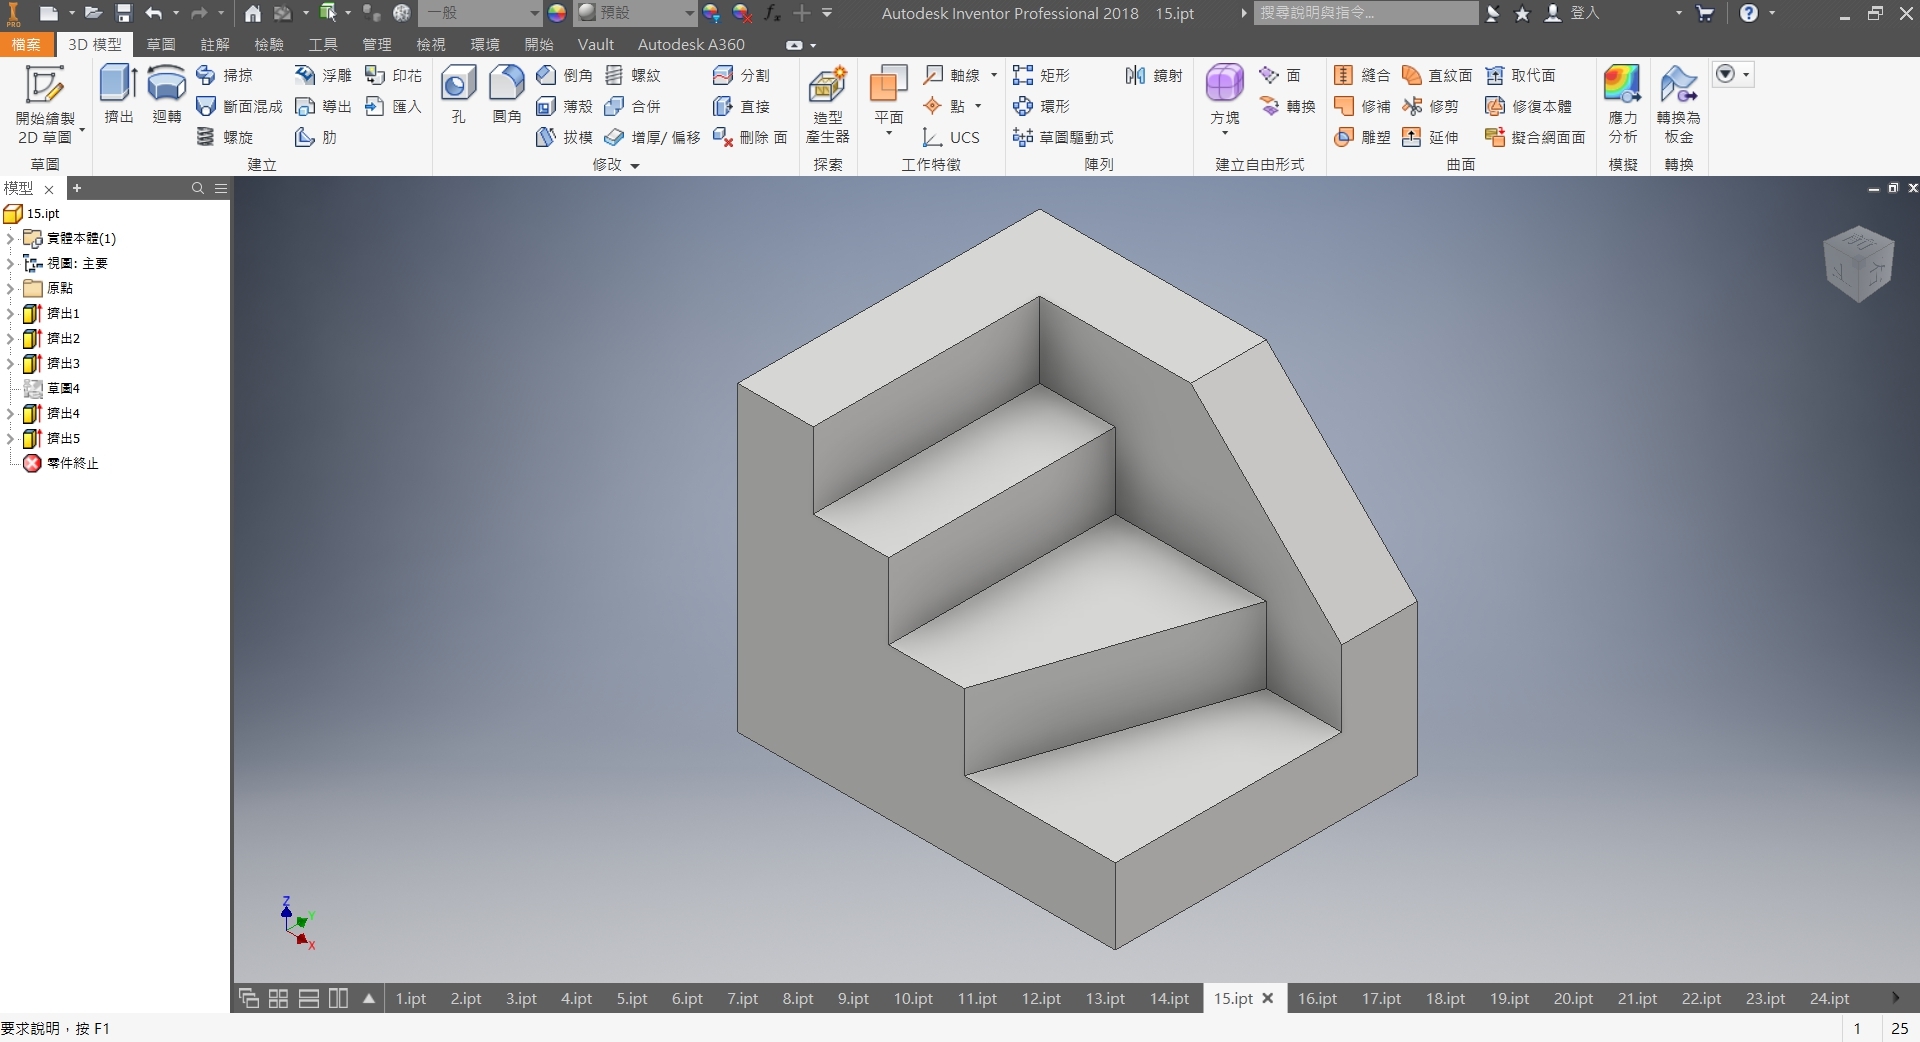 PRO 一般 預設 fx Autodesk Inventor Professional 2018 15.ipt 搜尋說明與指令... 登入
檔案 3D 模型 草圖 註解 檢驗 工具 管理 檢視 環境 開始 Vault Autodesk A360
開始繪製
2D 草圖
擠出 迴轉
掃掠 浮雕 印花
斷面混成 導出 匯入
螺旋 肋
孔 圓角
倒角 螺紋 分割
薄殼 合併 直接
拔模 增厚/ 偏移 刪除 面
造型
產生器
平面
軸線
點
UCS
矩形 鏡射
環形
草圖驅動式
方塊
面
轉換
縫合 直紋面 取代面
修補 修剪 修復本體
雕塑 延伸 擬合網面面
應力
分析
轉換為
板金
草圖 建立 修改 探索 工作特徵 陣列 建立自由形式 曲面 模擬 轉換
模型
15.ipt
實體本體(1)
視圖: 主要
原點
擠出1
擠出2
擠出3
草圖4
擠出4
擠出5
零件終止
Z
Y
X
1.ipt 2.ipt 3.ipt 4.ipt 5.ipt 6.ipt 7.ipt 8.ipt 9.ipt 10.ipt 11.ipt 12.ipt 13.ipt 14.ipt 15.ipt 16.ipt 17.ipt 18.ipt 19.ipt 20.ipt 21.ipt 22.ipt 23.ipt 24.ipt
要求說明，按 F1 1 25